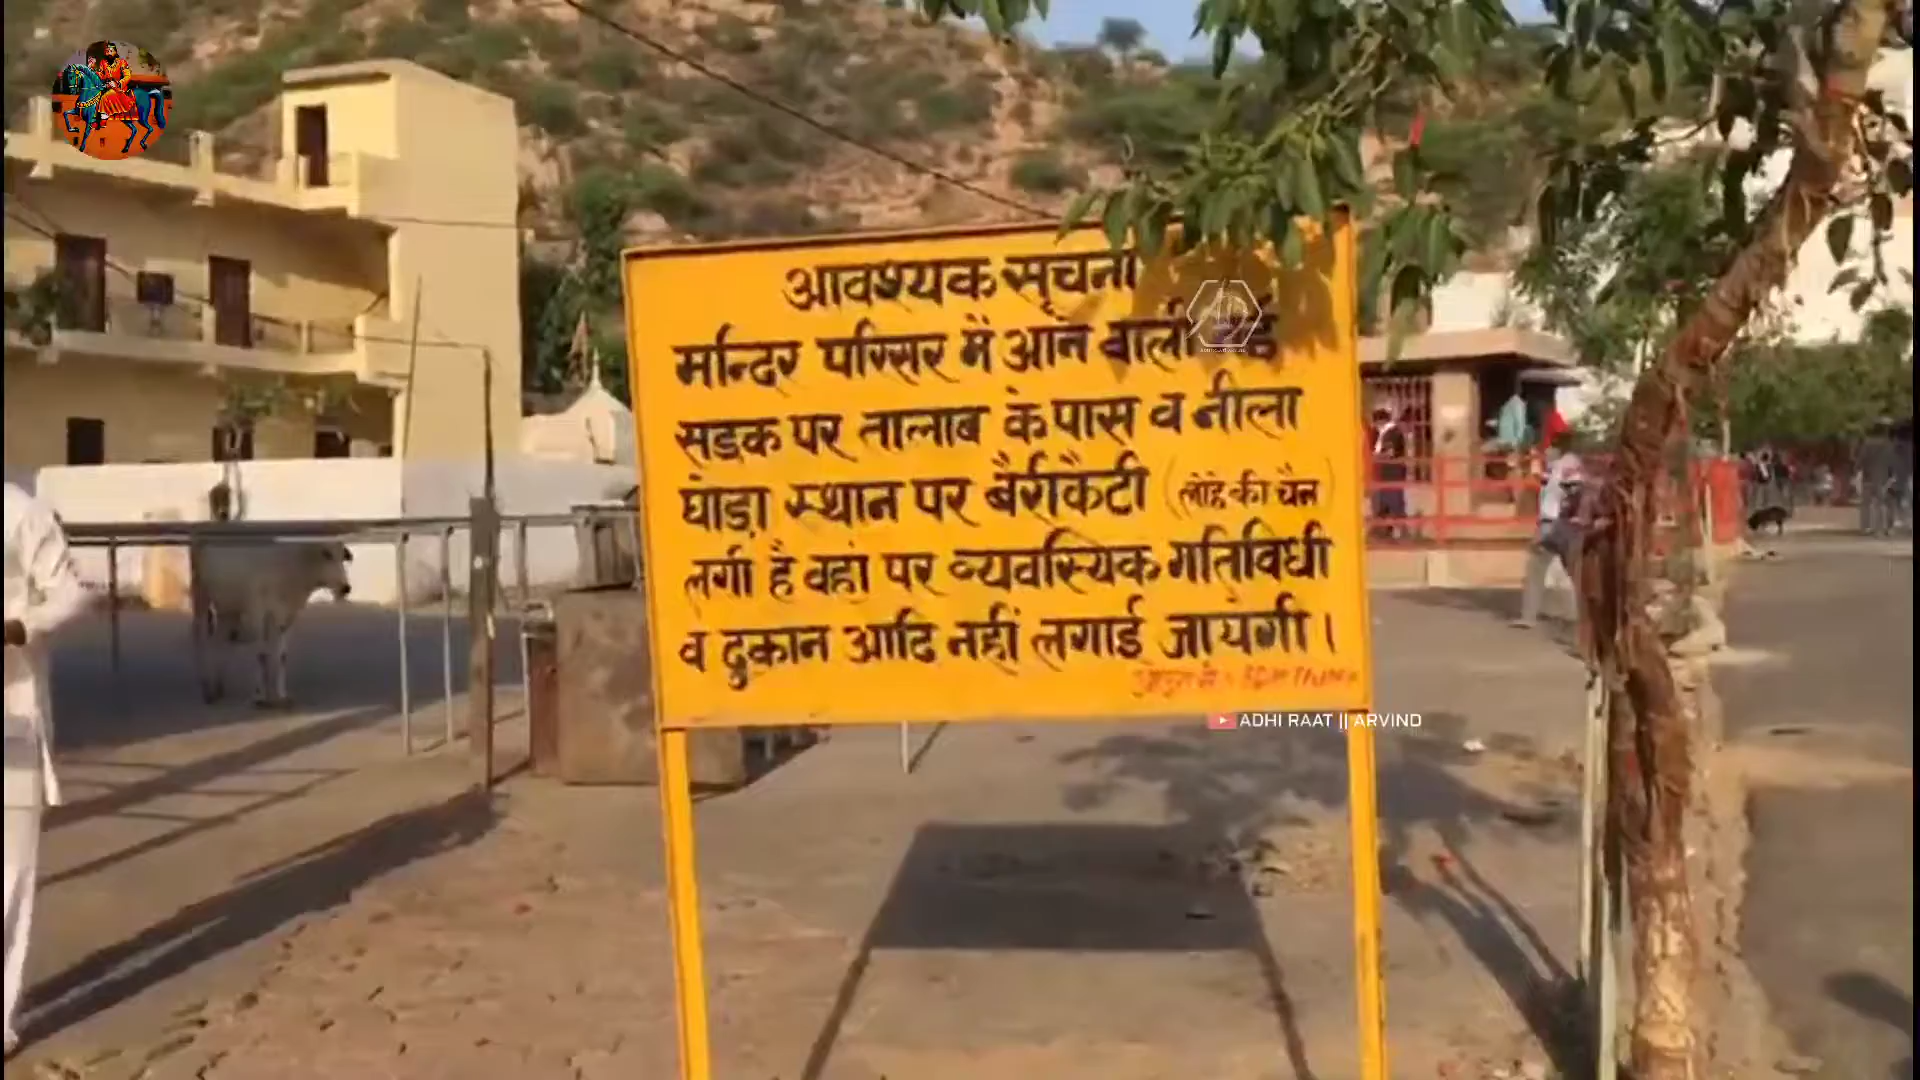 आवश्यक सूचना
मन्दिर परिसर में आने वाली
सडक पर तालाब के पास व नीला
घोडा स्थान पर बैरीकैटी (लोहे की चैन)
लगी है वहां पर व्यवस्यिक गतिविधी
व दुकान आदि नहीं लगाई जायेगी।
ADHI RAAT || ARVIND